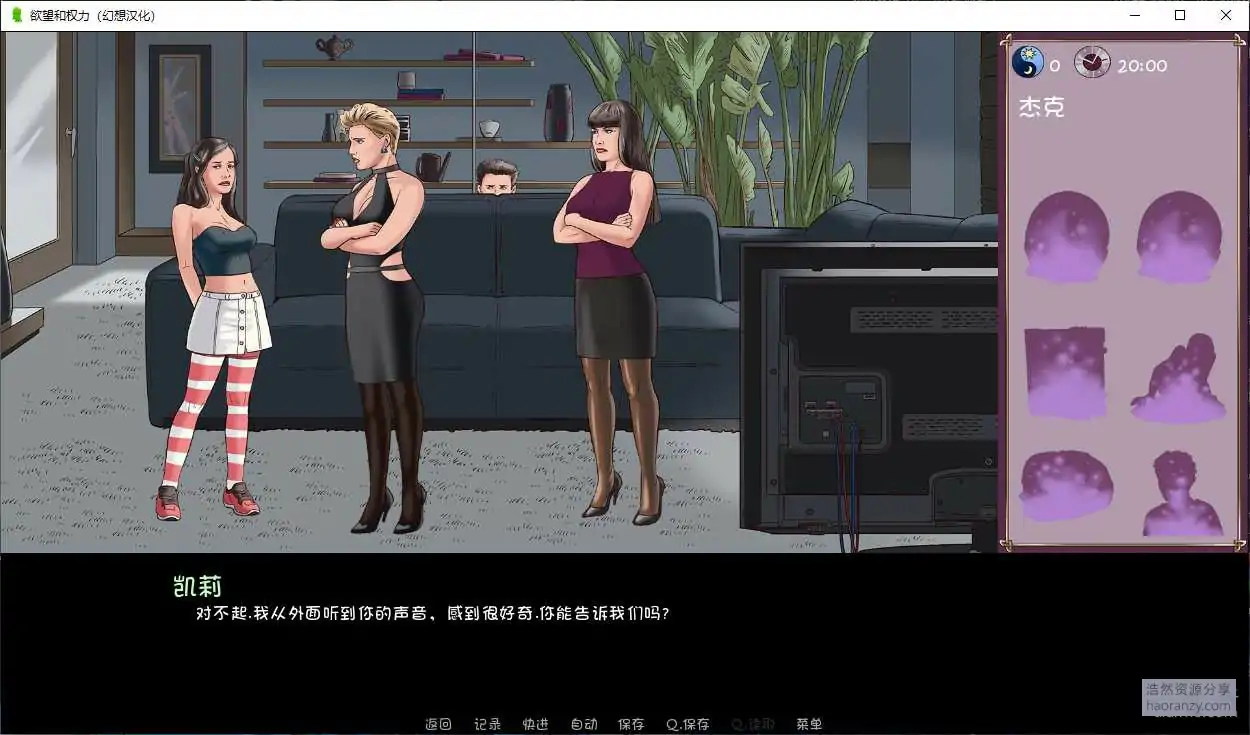 欲望和权力（幻想汉化）
0
20:00
杰克
凯莉
对不起.我从外面听到你的声音，感到很好奇.你能告诉我们吗?
返回 记录 快进 自动 保存 Q.保存 Q.读取 菜单
浩然资源分享
haoranzy.com